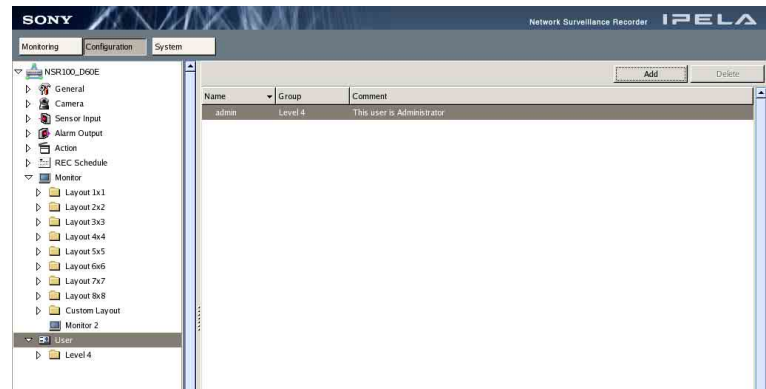 SONY
Network Surveillance Recorder IPELA
Monitoring Configuration System
NSR100_D60E
Add Delete
General
Camera
Sensor Input
Alarm Output
Action
REC Schedule
Monitor
Layout 1x1
Layout 2x2
Layout 3x3
Layout 4x4
Layout 5x5
Layout 6x6
Layout 7x7
Layout 8x8
Custom Layout
Monitor 2
User
Level 4
Name Group Comment
admin Level 4 This user is Administrator